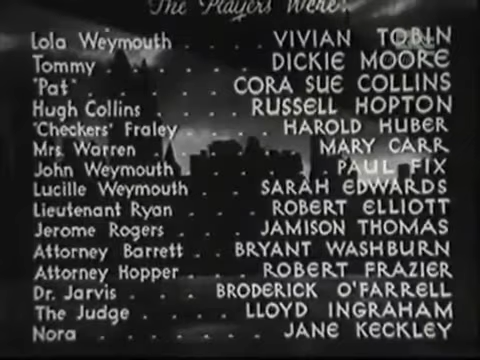 The Players Were:
Lola Weymouth . . . . . VIVIAN TOBIN
Tommy . . . . . . . DICKIE MOORE
"Pat" . . . . . . . CORA SUE COLLINS
Hugh Collins . . . . RUSSELL HOPTON
"Checkers" Fraley . . . . HAROLD HUBER
Mrs. Warren . . . . . . . MARY CARR
John Weymouth . . . . . . PAUL FIX
Lucille Weymouth . . . SARAH EDWARDS
Lieutenant Ryan . . . ROBERT ELLIOTT
Jerome Rogers . . . JAMISON THOMAS
Attorney Barrett . . BRYANT WASHBURN
Attorney Hopper . . . ROBERT FRAZIER
Dr. Jarvis . . . BRODERICK O'FARRELL
The Judge . . . . LLOYD INGRAHAM
Nora . . . . . . . JANE KECKLEY